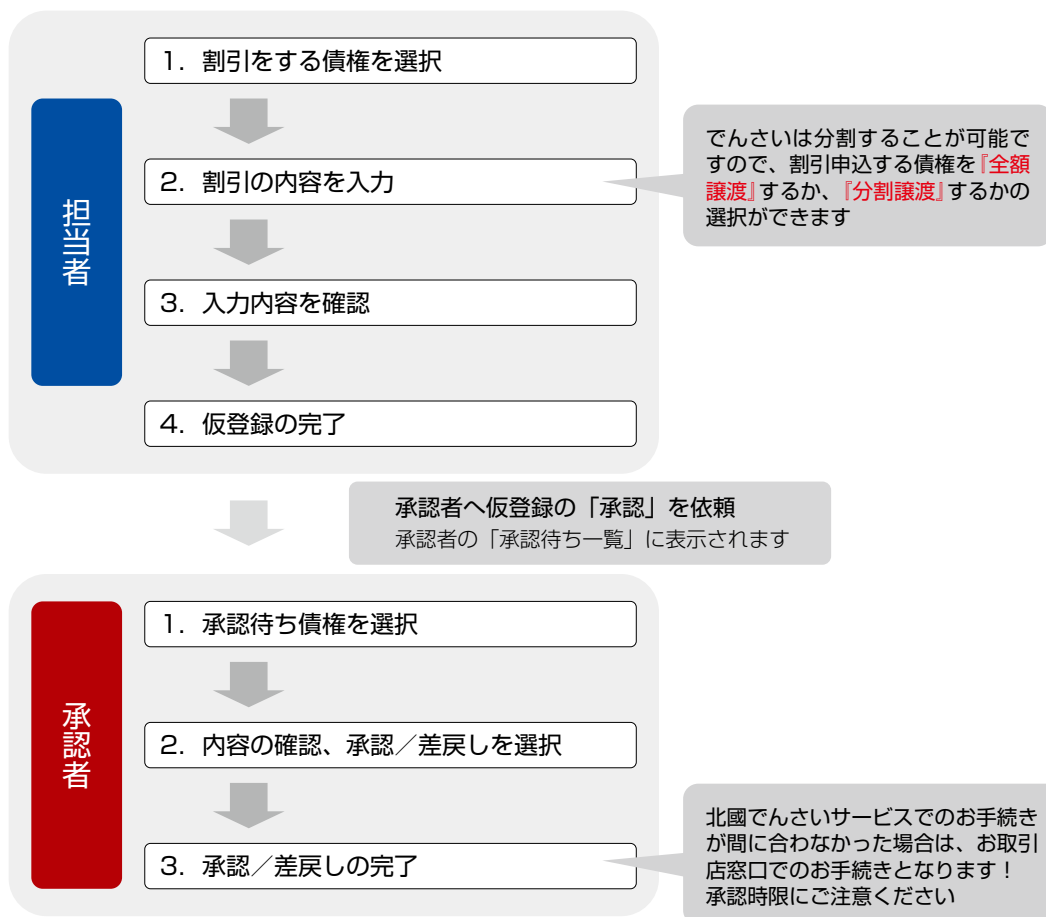 担当者
1. 割引をする債権を選択
2. 割引の内容を入力
でんさいは分割することが可能で
すので、割引申込する債権を『全額
譲渡』するか、『分割譲渡』するかの
選択ができます
3. 入力内容を確認
4. 仮登録の完了
承認者へ仮登録の「承認」を依頼
承認者の「承認待ち一覧」に表示されます
承認者
1. 承認待ち債権を選択
2. 内容の確認、承認／差戻しを選択
3. 承認／差戻しの完了
北國でんさいサービスでのお手続き
が間に合わなかった場合は、お取引
店窓口でのお手続きとなります！
承認時限にご注意ください